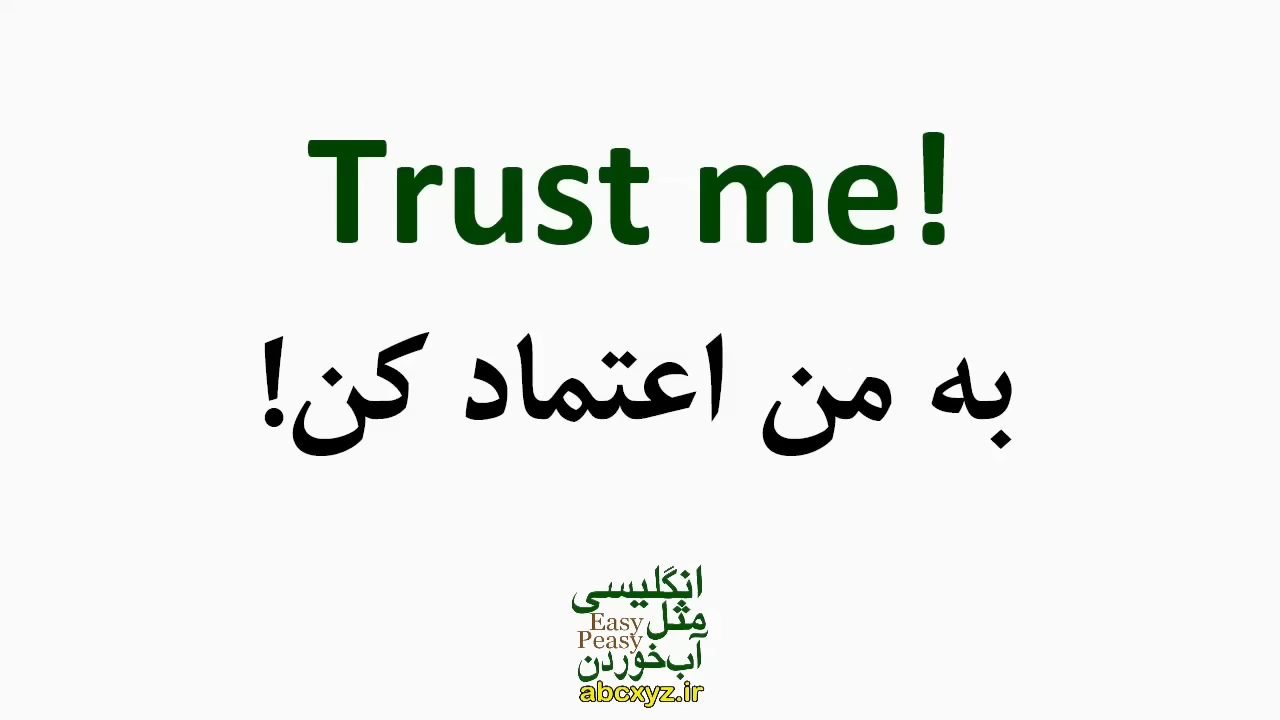 Trust me!
به من اعتماد کن!
انگلیسی
مثل
Easy
Peasy
آب‌خوردن
abcxyz.ir